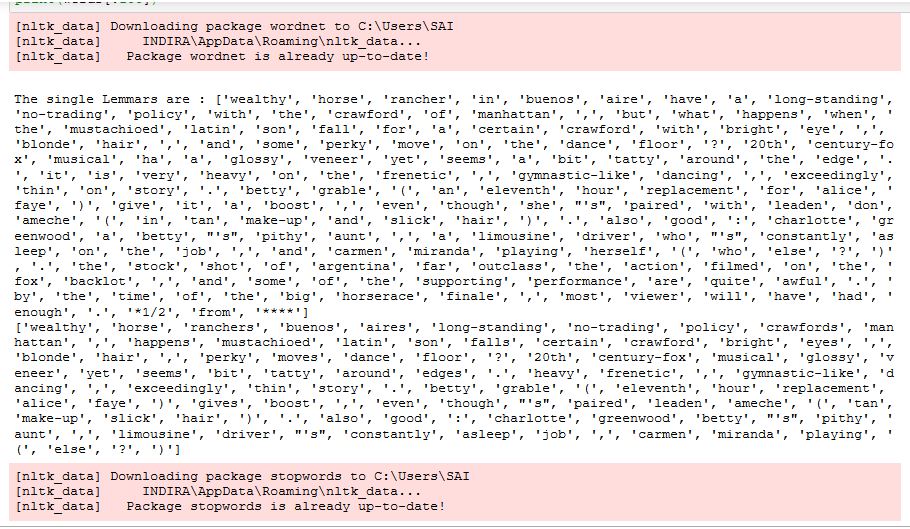 [nltk_data] Downloading package wordnet to C:\Users\SAI
[nltk_data]     INDIRA\AppData\Roaming\nltk_data...
[nltk_data]   Package wordnet is already up-to-date!
The single Lemmars are : ['wealthy', 'horse', 'rancher', 'in', 'buenos', 'aire', 'have', 'a', 'long-standing',
'no-trading', 'policy', 'with', 'the', 'crawford', 'of', 'manhattan', ',', 'but', 'what', 'happens', 'when', '
the', 'mustachioed', 'latin', 'son', 'fall', 'for', 'a', 'certain', 'crawford', 'with', 'bright', 'eye', ',',
'blonde', 'hair', ',', 'and', 'some', 'perky', 'move', 'on', 'the', 'dance', 'floor', '?', '20th', 'century-fo
x', 'musical', 'ha', 'a', 'glossy', 'veneer', 'yet', 'seems', 'a', 'bit', 'tatty', 'around', 'the', 'edge', '.
', 'it', 'is', 'very', 'heavy', 'on', 'the', 'frenetic', ',', 'gymnastic-like', 'dancing', ',', 'exceedingly',
'thin', 'on', 'story', '.', 'betty', 'grable', '(', 'an', 'eleventh', 'hour', 'replacement', 'for', 'alice', '
faye', ')', 'give', 'it', 'a', 'boost', ',', 'even', 'though', 'she', "'s", 'paired', 'with', 'leaden', 'don',
'ameche', '(', 'in', 'tan', 'make-up', 'and', 'slick', 'hair', ')', '.', 'also', 'good', ':', 'charlotte', 'gr
eenwood', 'a', 'betty', "'s", 'pithy', 'aunt', ',', 'a', 'limousine', 'driver', 'who', "'s", 'constantly', 'as
leep', 'on', 'the', 'job', ',', 'and', 'carmen', 'miranda', 'playing', 'herself', '(', 'who', 'else', '?', ')'
, '.', 'the', 'stock', 'shot', 'of', 'argentina', 'far', 'outclass', 'the', 'action', 'filmed', 'on', 'the', '
fox', 'backlot', ',', 'and', 'some', 'of', 'the', 'supporting', 'performance', 'are', 'quite', 'awful', '.', '
by', 'the', 'time', 'of', 'the', 'big', 'horserace', 'finale', ',', 'most', 'viewer', 'will', 'have', 'had', '
enough', '.', '*1/2', 'from', '****']
['wealthy', 'horse', 'ranchers', 'buenos', 'aires', 'long-standing', 'no-trading', 'policy', 'crawfords', 'man
hattan', ',', 'happens', 'mustachioed', 'latin', 'son', 'falls', 'certain', 'crawford', 'bright', 'eyes', ',',
'blonde', 'hair', ',', 'perky', 'moves', 'dance', 'floor', '?', '20th', 'century-fox', 'musical', 'glossy', 'v
eneer', 'yet', 'seems', 'bit', 'tatty', 'around', 'edges', '.', 'heavy', 'frenetic', ',', 'gymnastic-like', 'd
ancing', ',', 'exceedingly', 'thin', 'story', '.', 'betty', 'grable', '(', 'eleventh', 'hour', 'replacement',
'alice', 'faye', ')', 'gives', 'boost', ',', 'even', 'though', "'s", 'paired', 'leaden', 'ameche', '(', 'tan',
'make-up', 'slick', 'hair', ')', '.', 'also', 'good', ':', 'charlotte', 'greenwood', 'betty', "'s", 'pithy', '
aunt', ',', 'limousine', 'driver', "'s", 'constantly', 'asleep', 'job', ',', 'carmen', 'miranda', 'playing', '
(', 'else', '?', ')']
[nltk_data] Downloading package stopwords to C:\Users\SAI
[nltk_data]     INDIRA\AppData\Roaming\nltk_data...
[nltk_data]   Package stopwords is already up-to-date!